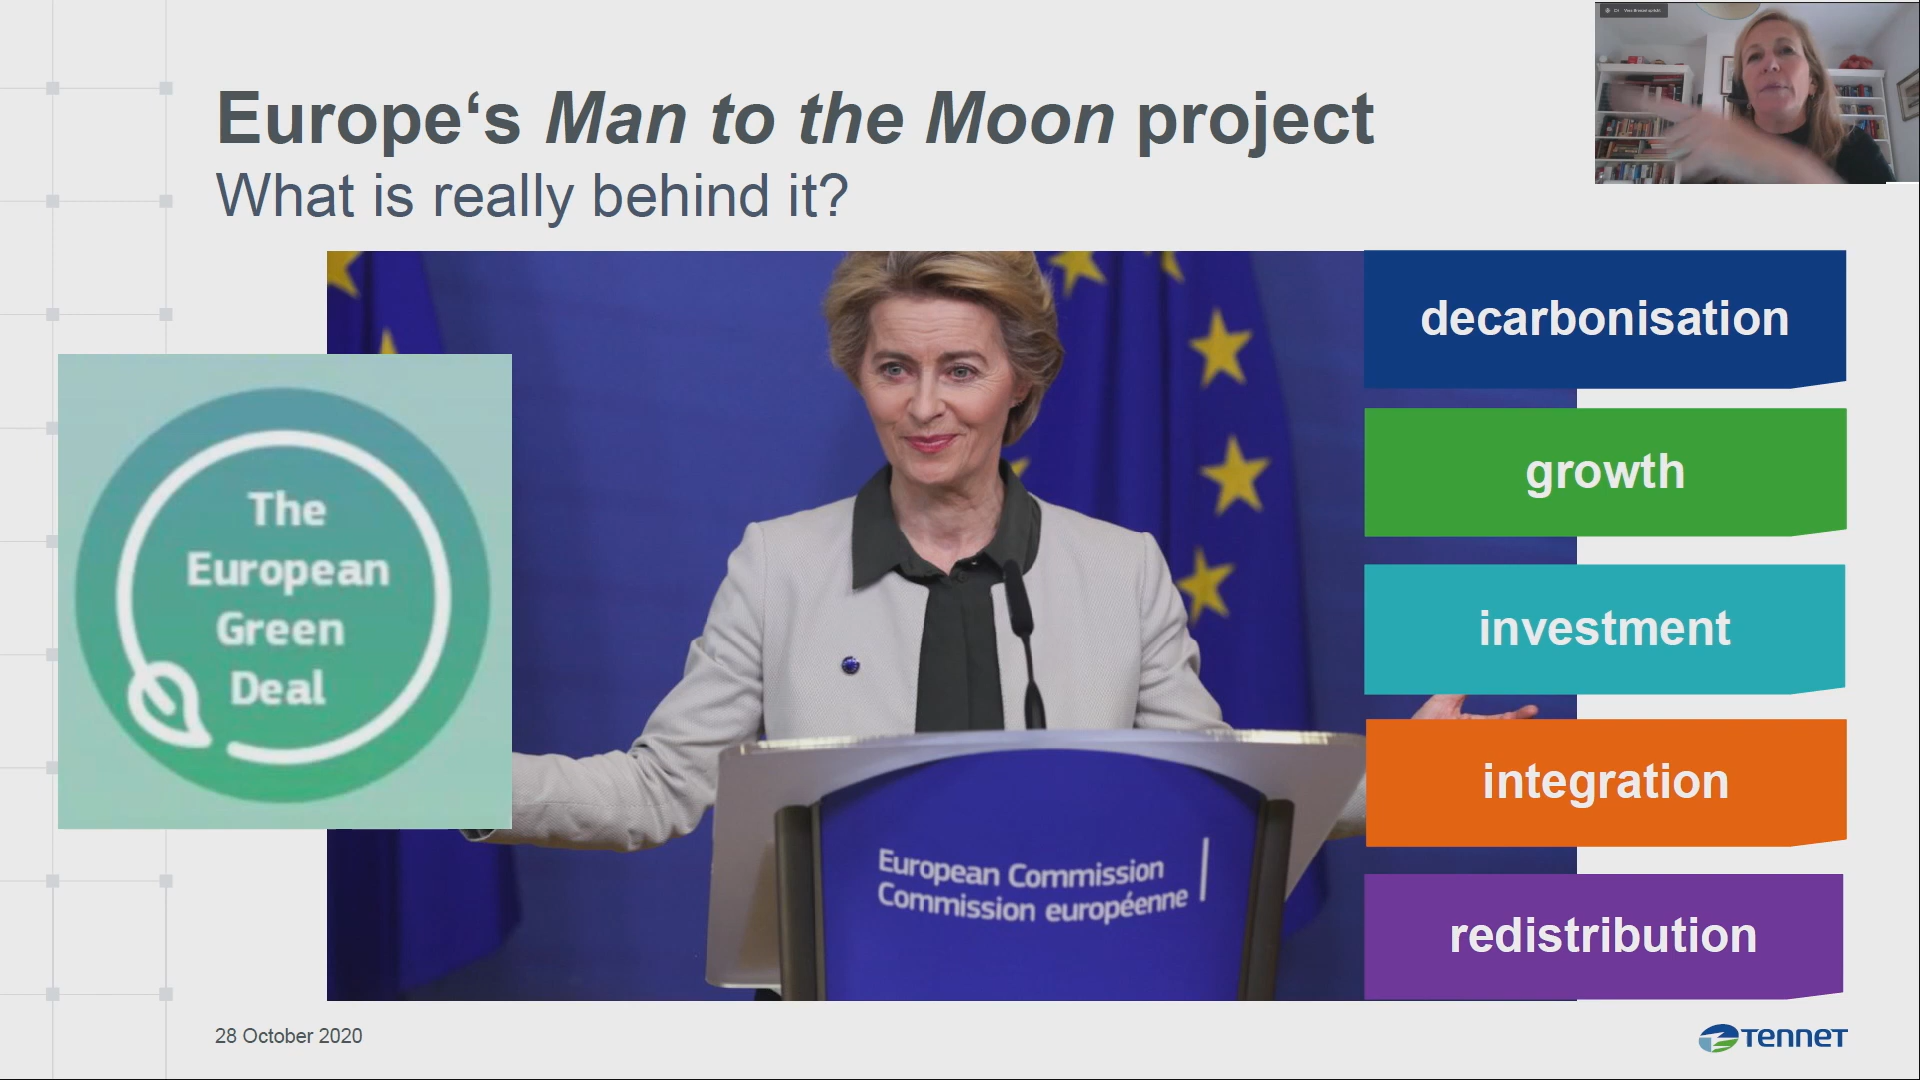 Europe‘s Man to the Moon project
What is really behind it?
The
European
Green
Deal
European Commission
Commission européenne
decarbonisation
growth
investment
integration
redistribution
28 October 2020
TenneT